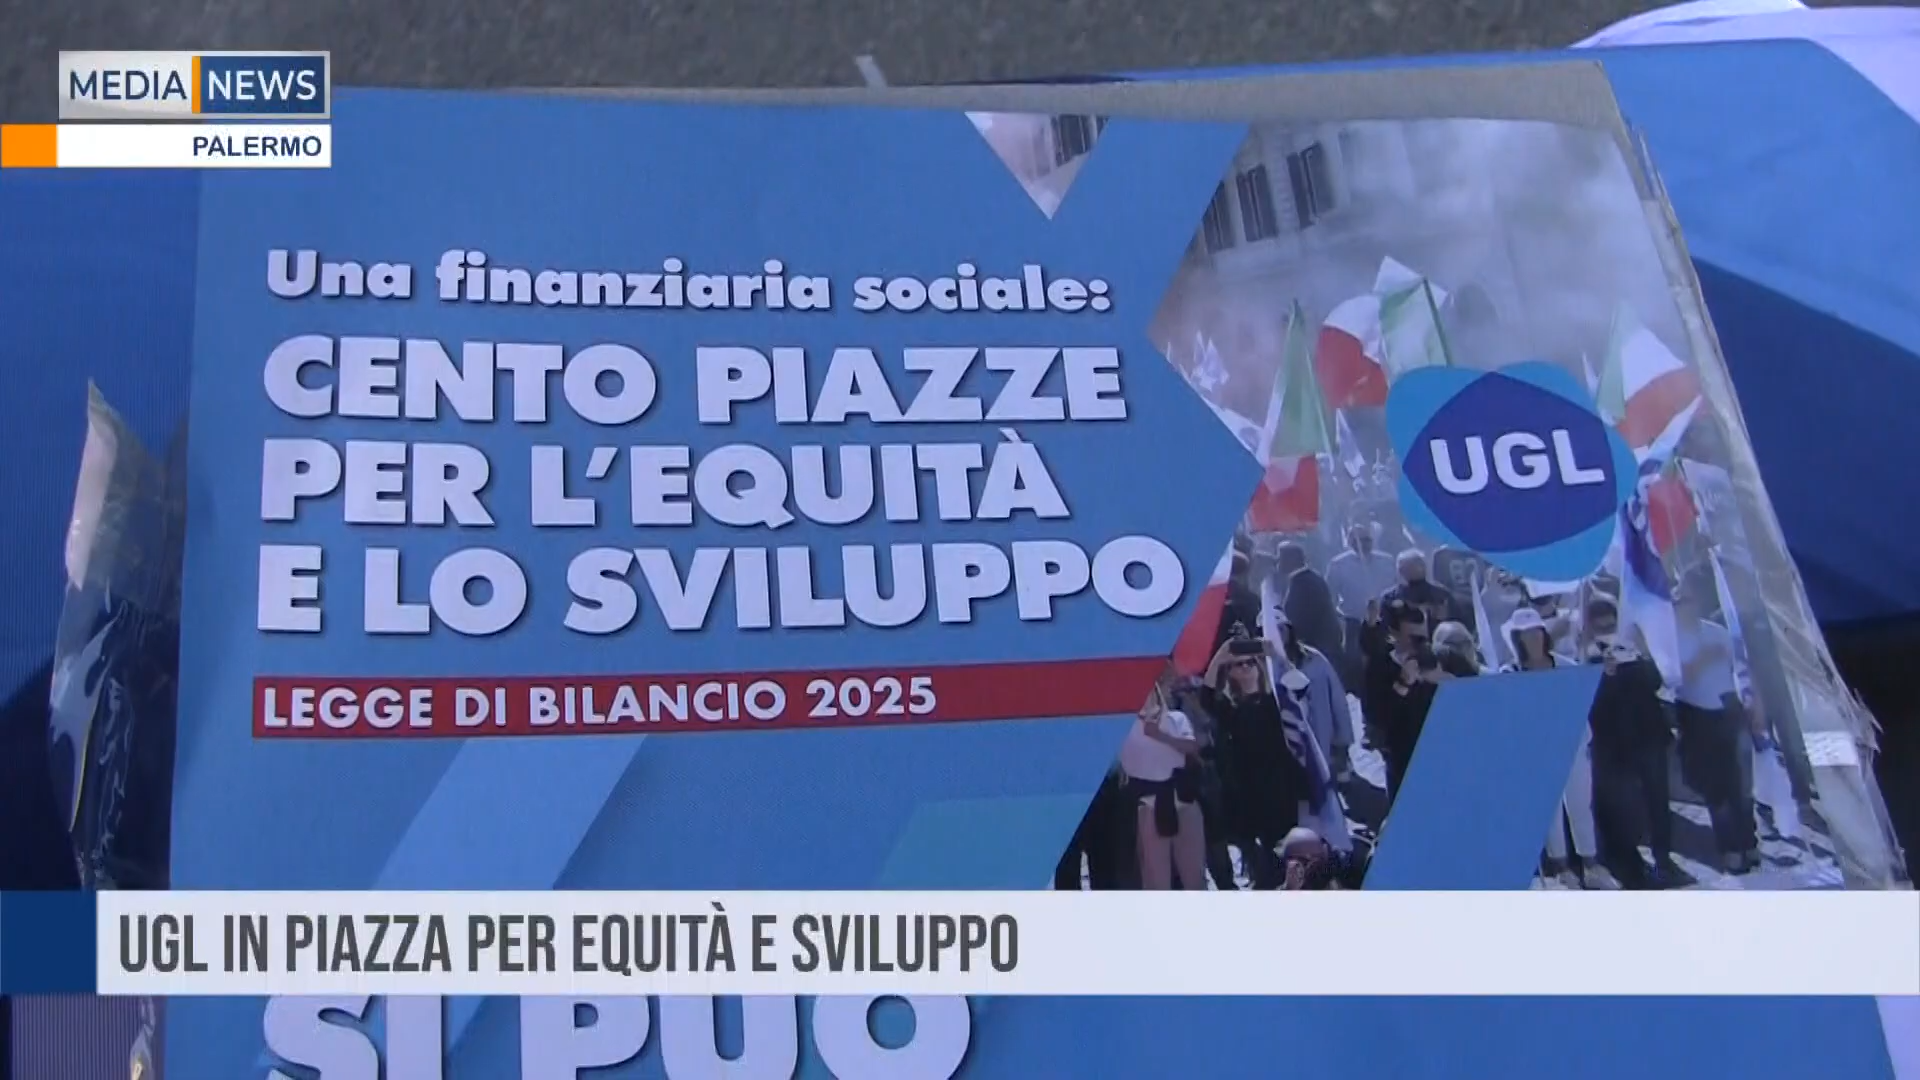 MEDIA NEWS
PALERMO
Una finanziaria sociale:
CENTO PIAZZE
PER L'EQUITÀ
E LO SVILUPPO
LEGGE DI BILANCIO 2025
UGL
UGL IN PIAZZA PER EQUITÀ E SVILUPPO
SI PUÒ